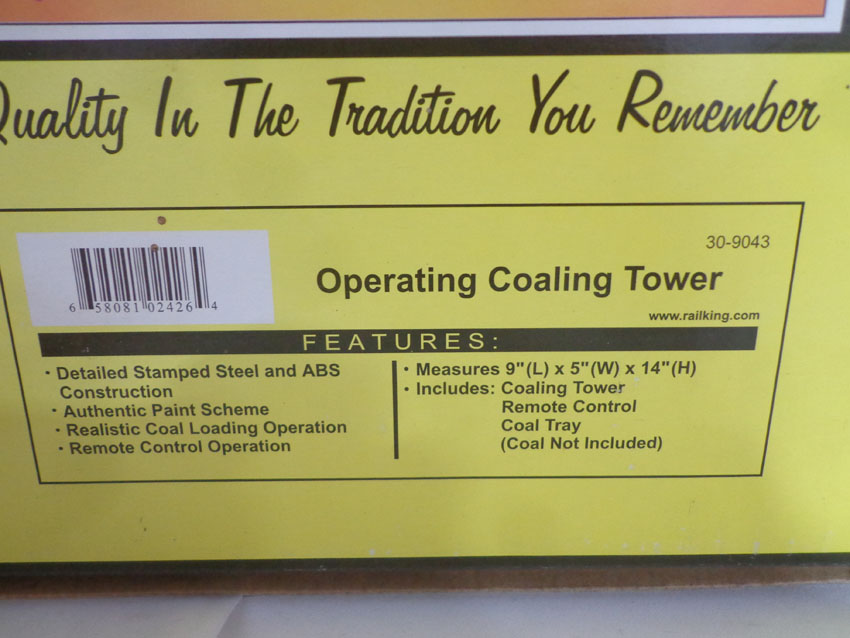 Quality In The Tradition You Remember
30-9043
Operating Coaling Tower
www.railking.com
6 58081 02426 4
FEATURES:
· Detailed Stamped Steel and ABS
Construction
· Authentic Paint Scheme
· Realistic Coal Loading Operation
· Remote Control Operation
· Measures 9"(L) x 5"(W) x 14"(H)
· Includes: Coaling Tower
Remote Control
Coal Tray
(Coal Not Included)